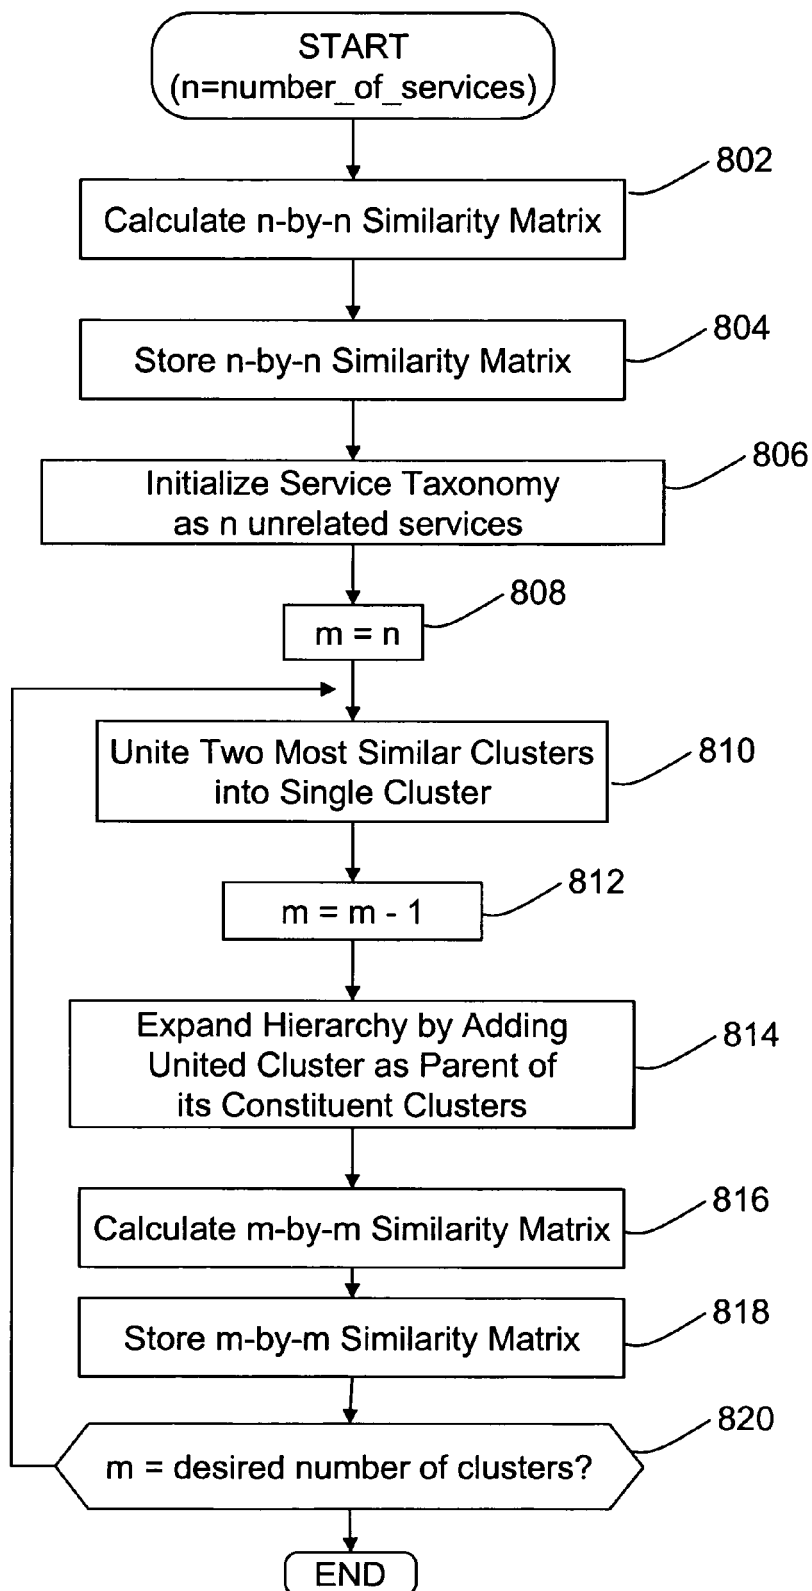 START
(n=number_of_services)
802
Calculate n-by-n Similarity Matrix
804
Store n-by-n Similarity Matrix
806
Initialize Service Taxonomy
as n unrelated services
808
m = n
810
Unite Two Most Similar Clusters
into Single Cluster
812
m = m - 1
814
Expand Hierarchy by Adding
United Cluster as Parent of
its Constituent Clusters
816
Calculate m-by-m Similarity Matrix
818
Store m-by-m Similarity Matrix
820
m = desired number of clusters?
END